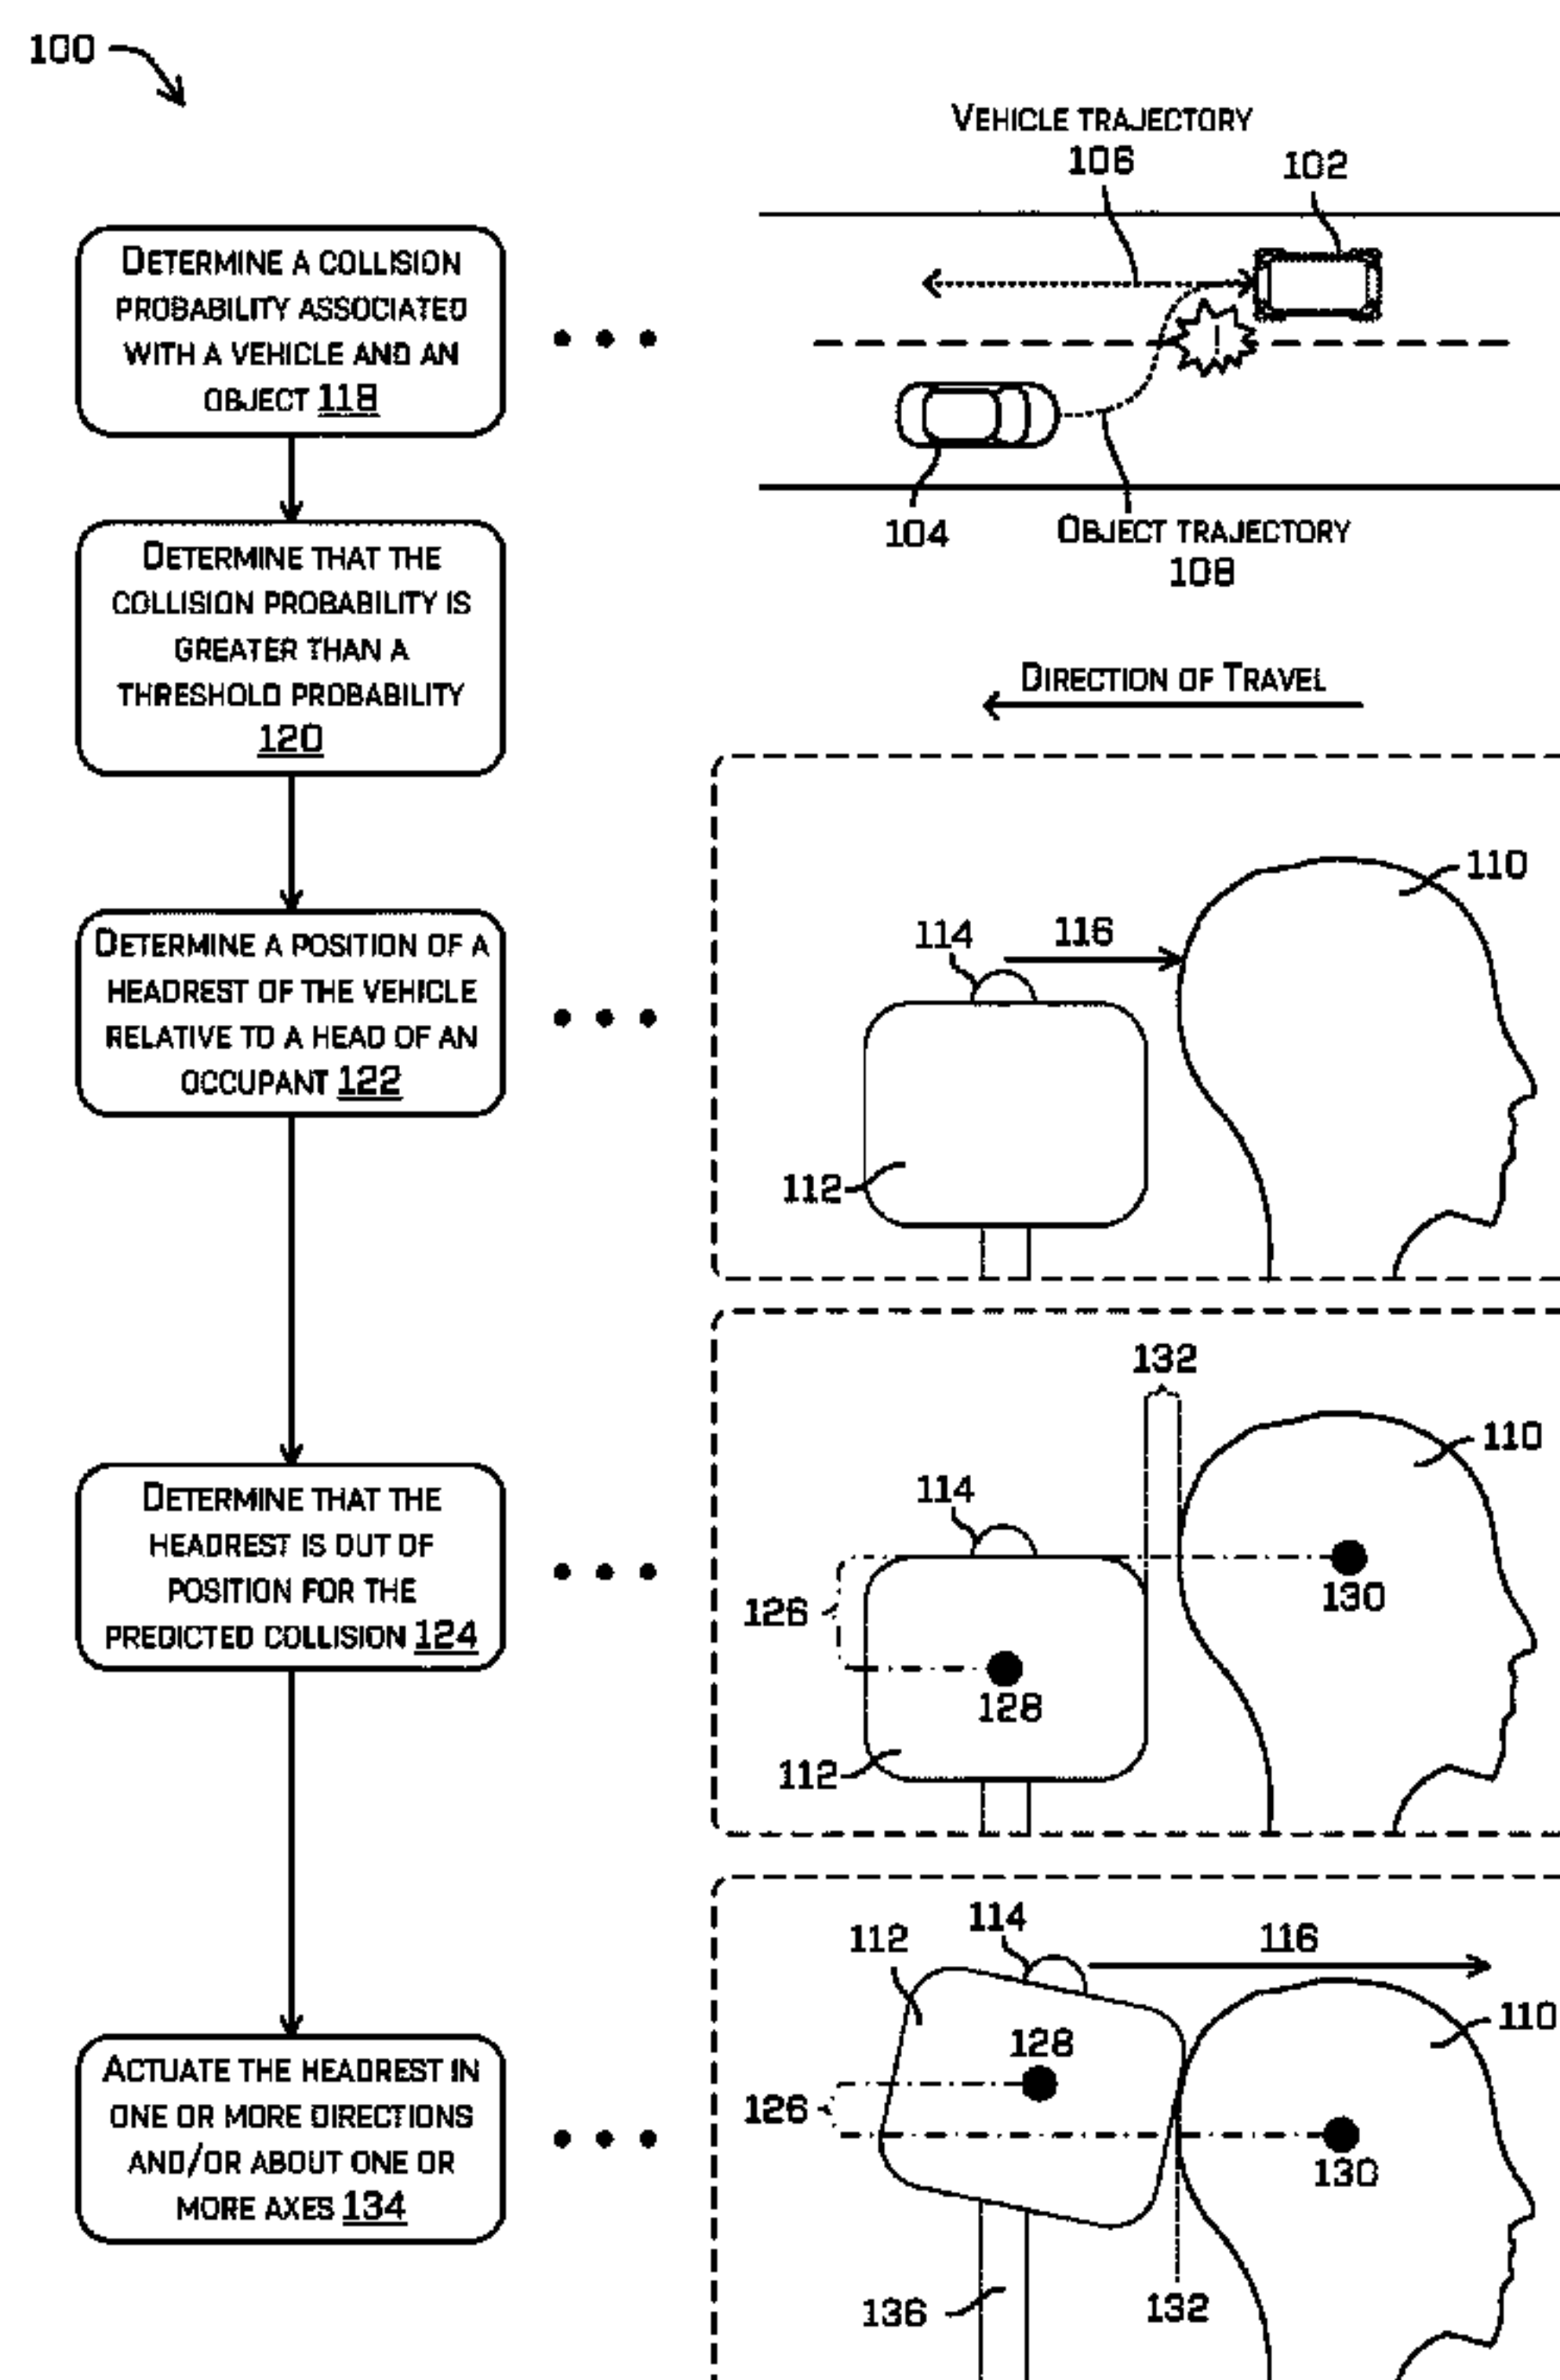 100
VEHICLE TRAJECTORY
106
102
DETERMINE A COLLISION
PROBABILITY ASSOCIATED
WITH A VEHICLE AND AN
OBJECT 118
104
OBJECT TRAJECTORY
108
DETERMINE THAT THE
COLLISION PROBABILITY IS
GREATER THAN A
THRESHOLD PROBABILITY
120
DIRECTION OF TRAVEL
DETERMINE A POSITION OF A
HEADREST OF THE VEHICLE
RELATIVE TO A HEAD OF AN
OCCUPANT 122
110
114
116
112
DETERMINE THAT THE
HEADREST IS OUT OF
POSITION FOR THE
PREDICTED COLLISION 124
132
110
114
126
130
128
112
ACTUATE THE HEADREST IN
ONE OR MORE DIRECTIONS
AND/OR ABOUT ONE OR
MORE AXES 134
114
112
116
110
128
126
130
132
136